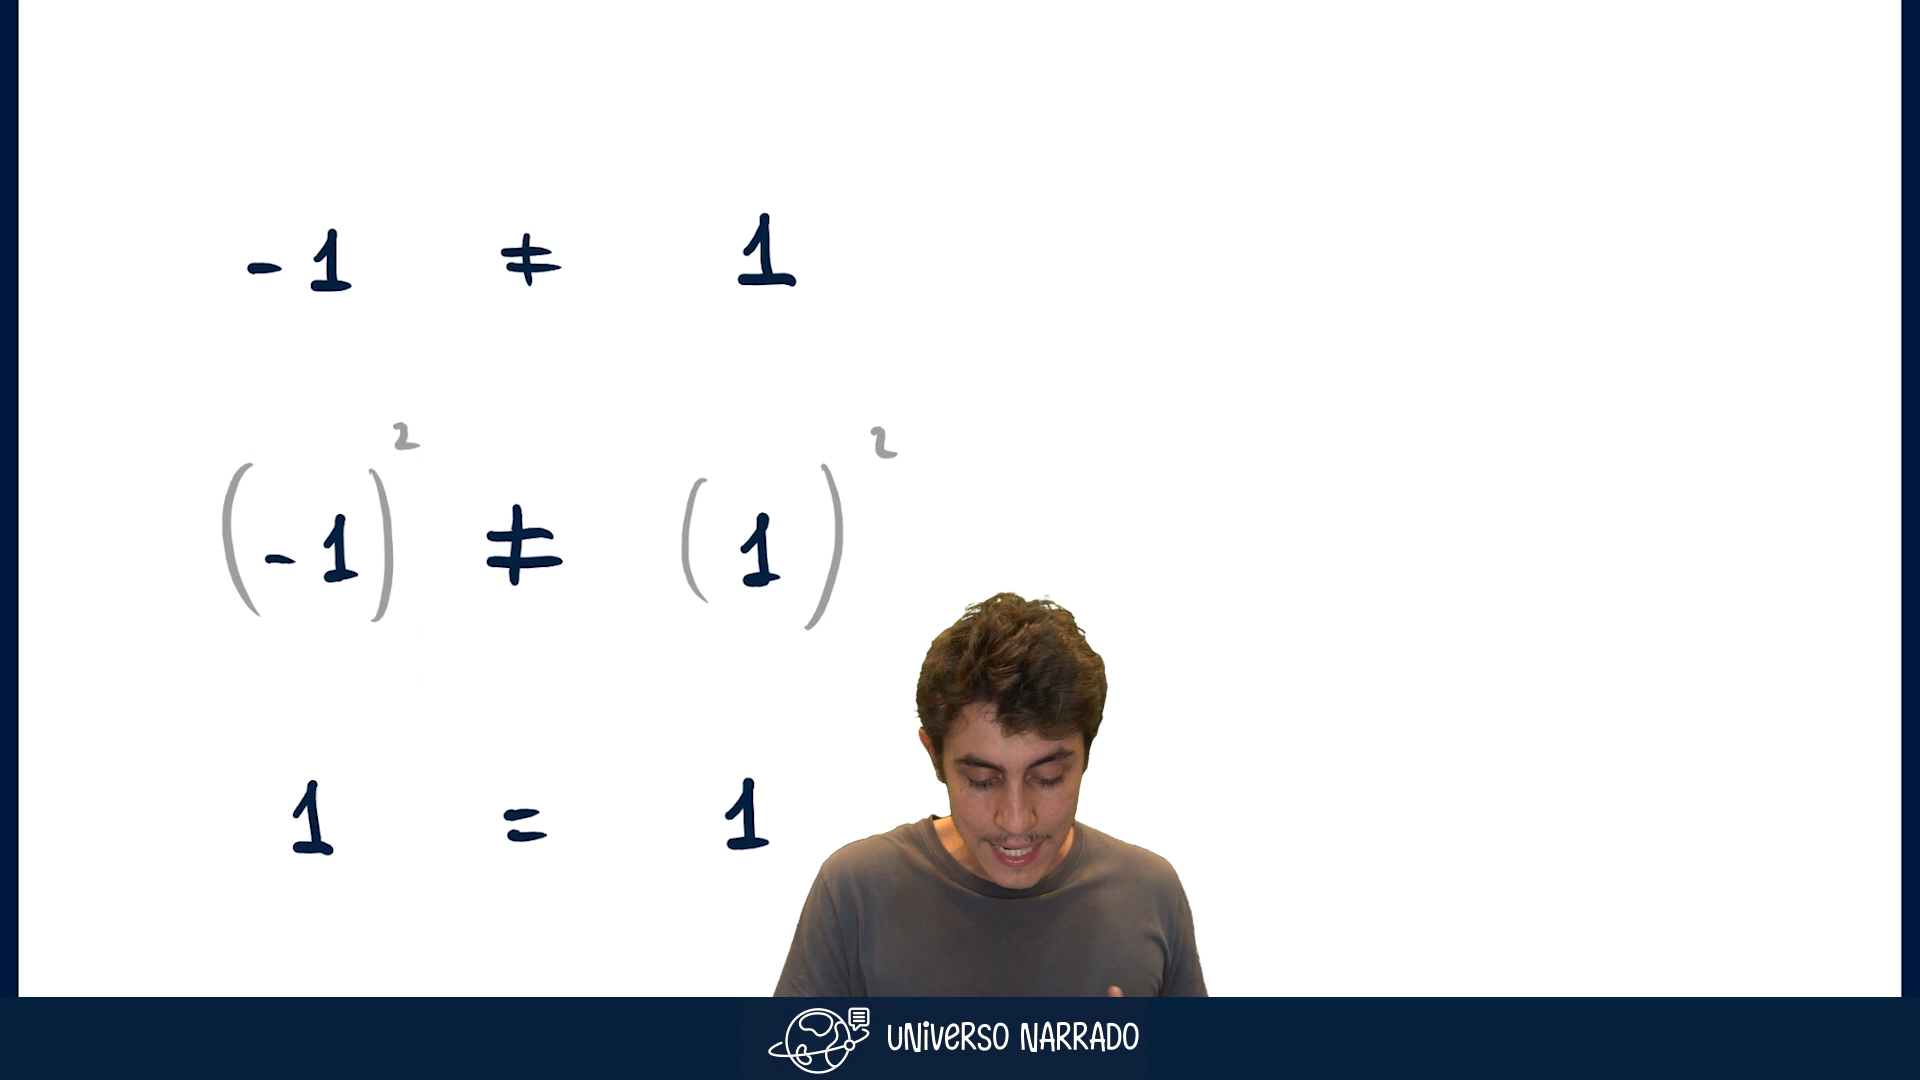 -1 ≠ 1
(-1)² ≠ (1)²
1 = 1
UNIVERSO NARRADO